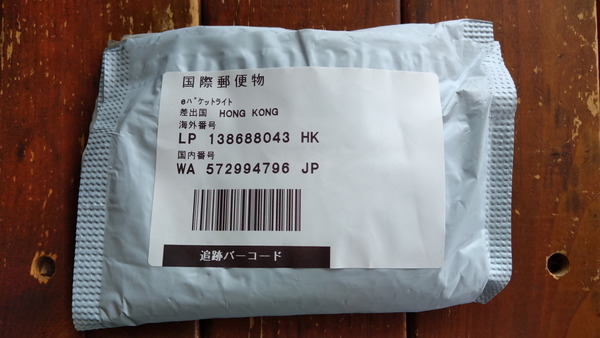 国際郵便物
eパケットライト
差出国 HONG KONG
海外番号
LP 138688043 HK
国内番号
WA 572994796 JP
追跡バーコード